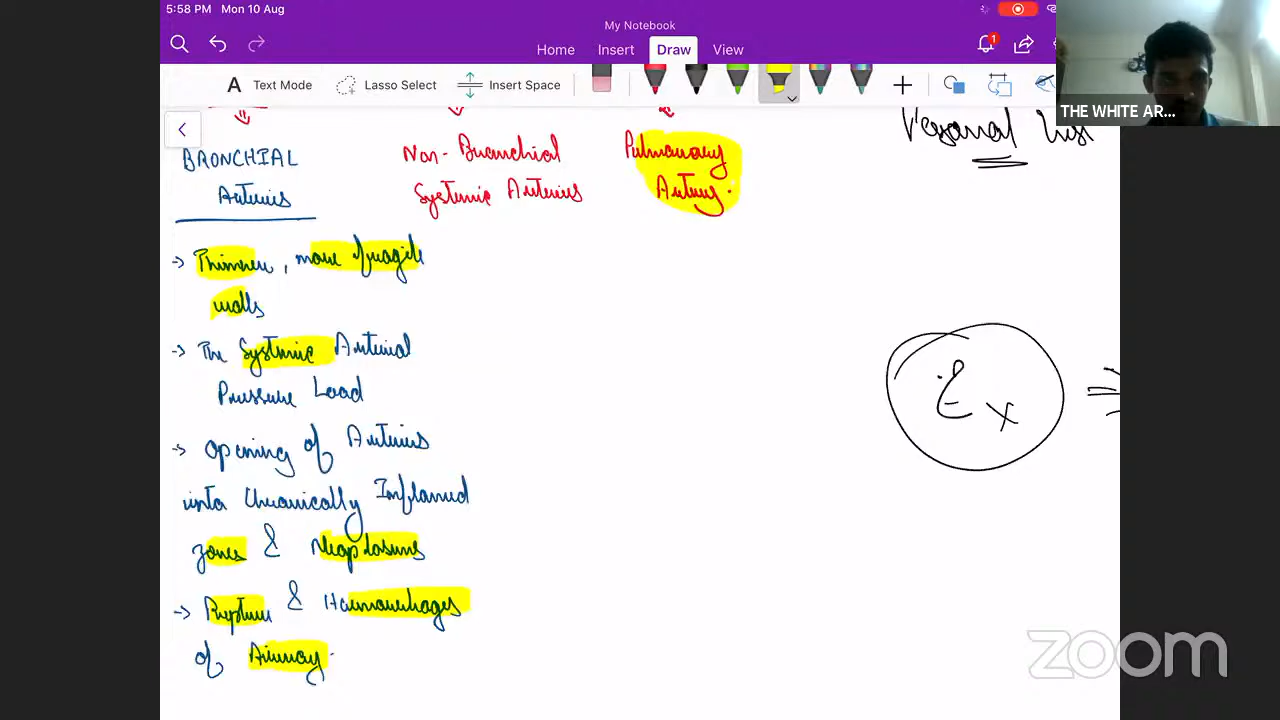 5:58 PM Mon 10 Aug
My Notebook
Home Insert Draw View
1
Text Mode Lasso Select Insert Space
THE WHITE AR...
Personal
BRONCHIAL
Arteries
Non-Bronchial
Systemic Arteries
Pulmonary
Artery.
→ Thinner, more fragile
walls
→ The Systemic Arterial
Pressure Load
→ Opening of Arteries
into Chronically Inflamed
zones & Neoplasms
→ Rupture & Haemorrhages
of Airway
zoom